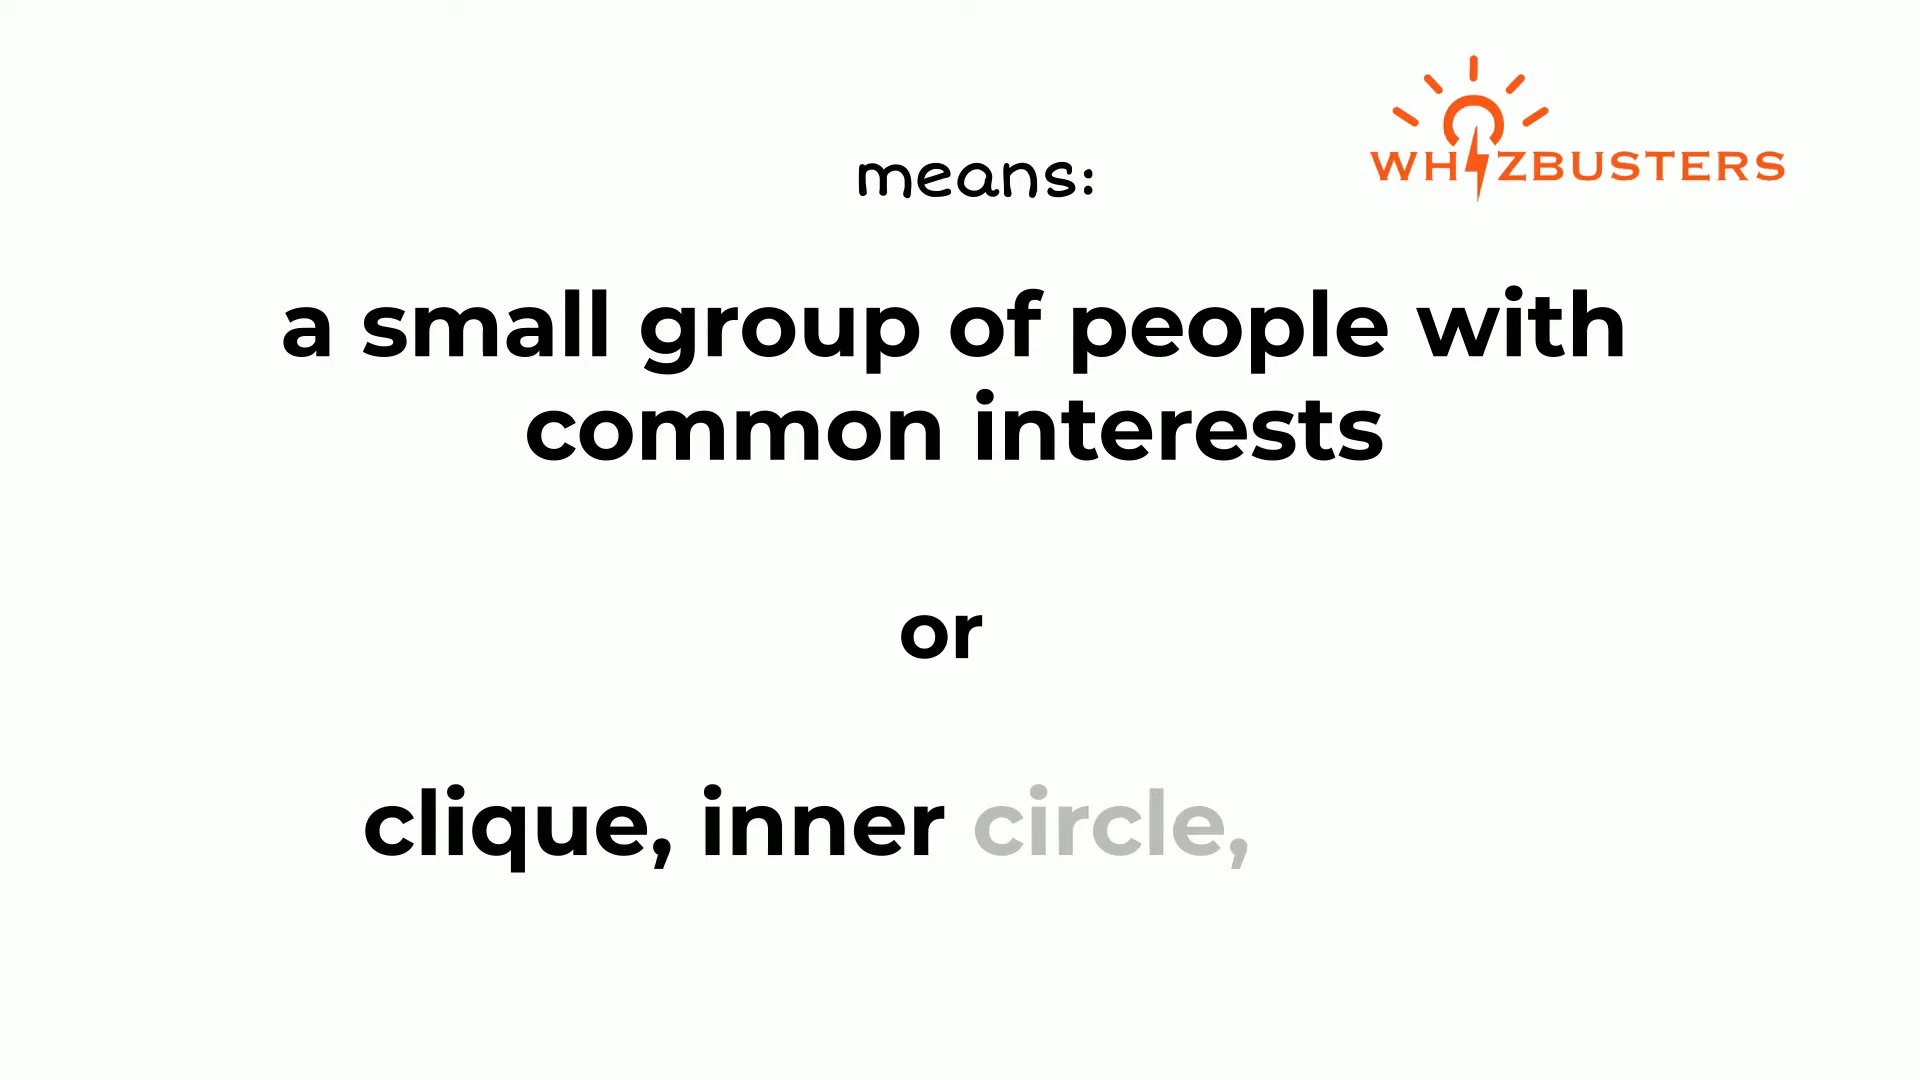 WHIZBUSTERS
means:
a small group of people with
common interests
or
clique, inner circle,